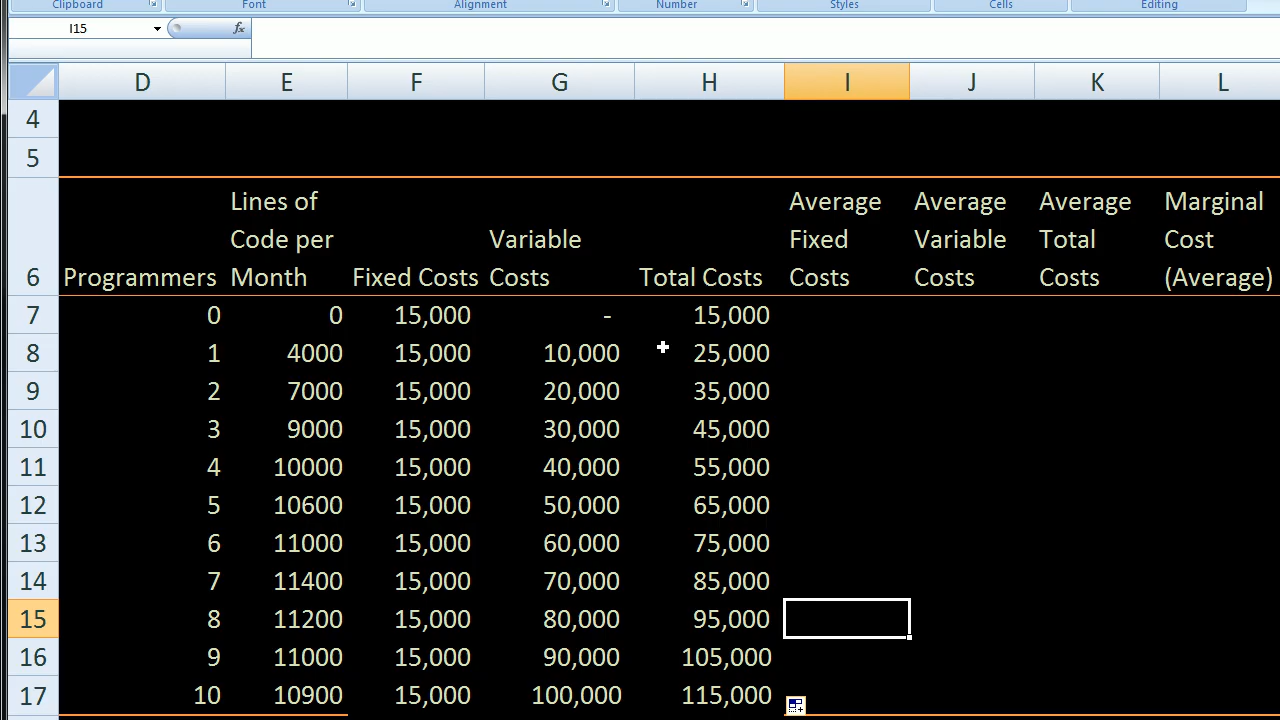 Clipboard Font Alignment Number Styles Cells Editing
I15 fx
D E F G H I J K L
4
5
Lines of Average Average Average Marginal
Code per Variable Fixed Variable Total Cost
6 Programmers Month Fixed Costs Costs Total Costs Costs Costs Costs (Average)
7 0 0 15,000 - 15,000
8 1 4000 15,000 10,000 25,000
9 2 7000 15,000 20,000 35,000
10 3 9000 15,000 30,000 45,000
11 4 10000 15,000 40,000 55,000
12 5 10600 15,000 50,000 65,000
13 6 11000 15,000 60,000 75,000
14 7 11400 15,000 70,000 85,000
15 8 11200 15,000 80,000 95,000
16 9 11000 15,000 90,000 105,000
17 10 10900 15,000 100,000 115,000